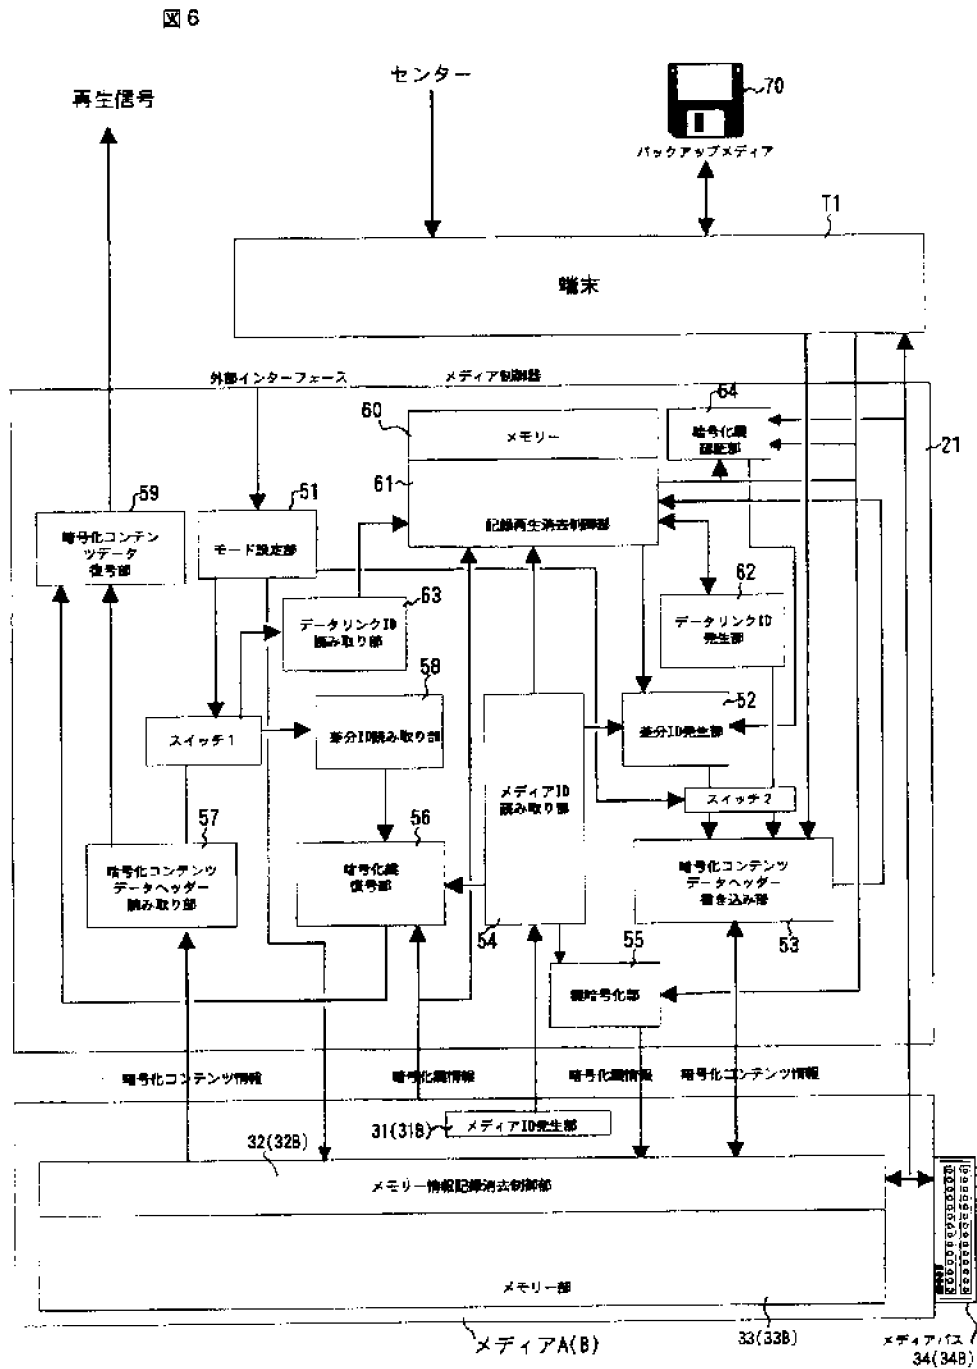 図6
センター
再生信号
70
バックアップメディア
T1
端末
外部インターフェース
メディア制御器
64
60
メモリー
暗号化鍵
確認部
21
61
記録再生消去制御部
59
暗号化コンテン
ツデータ
復号部
51
モード設定部
63
データリンクID
読み取り部
62
データリンクID
発生部
58
差分ID読み取り部
52
差分ID発生部
スイッチ1
メディアID
読み取り部
スイッチ2
57
暗号化コンテンツ
データヘッダー
読み取り部
56
暗号化鍵
復号部
暗号化コンテンツ
データヘッダー
書き込み部
54
55
53
鍵暗号化部
暗号化コンテンツ情報
暗号化鍵情報
暗号化鍵情報
暗号化コンテンツ情報
31(31B)
メディアID発生部
32(32B)
メモリー情報記録消去制御部
メモリー部
33(33B)
メディアA(B)
メディアバス
34(34B)